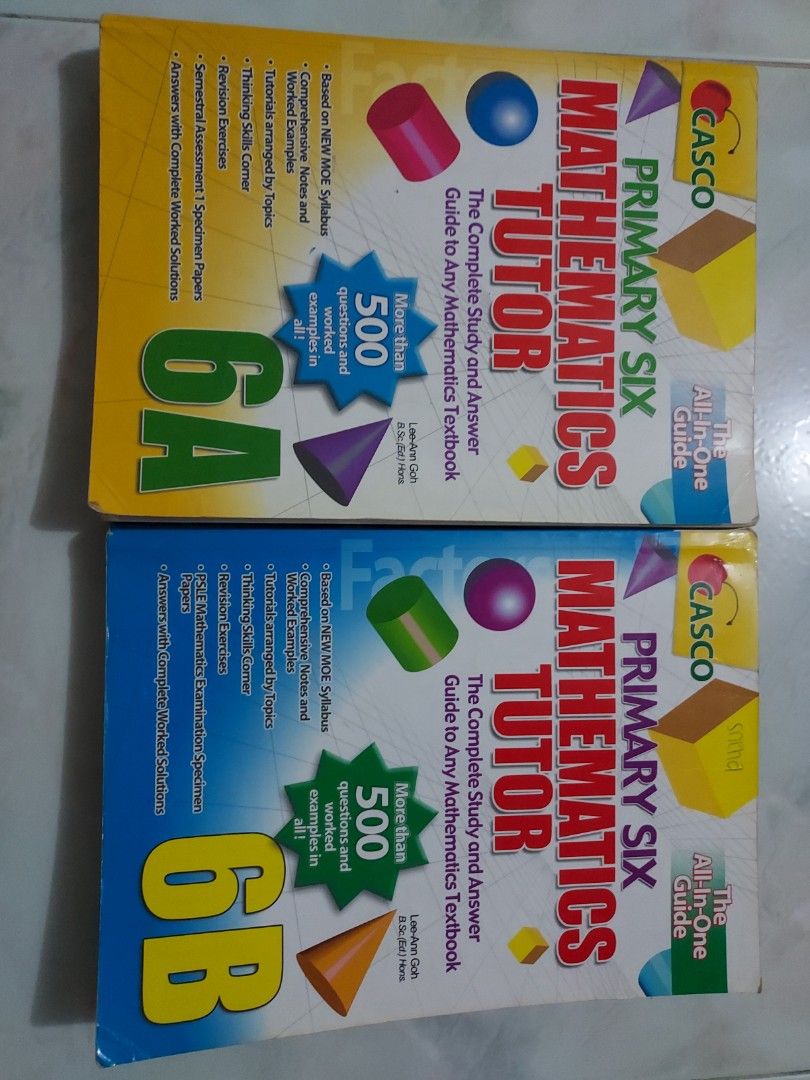 CASCO
The
All-In-One
Guide
PRIMARY SIX
MATHEMATICS
TUTOR
The Complete Study and Answer
Guide to Any Mathematics Textbook
Lee-Ann Goh
B.Sc.(Ed.) Hons.
More than
500
questions and
worked
examples in
all!
Factors
• Based on NEW MOE Syllabus
• Comprehensive Notes and
Worked Examples
• Tutorials arranged by Topics
• Thinking Skills Corner
• Revision Exercises
• Semestral Assessment 1 Specimen Papers
• Answers with Complete Worked Solutions
6A
CASCO
The
All-In-One
Guide
PRIMARY SIX
MATHEMATICS
TUTOR
The Complete Study and Answer
Guide to Any Mathematics Textbook
Lee-Ann Goh
B.Sc.(Ed.) Hons.
More than
500
questions and
worked
examples in
all!
Factors
• Based on NEW MOE Syllabus
• Comprehensive Notes and
Worked Examples
• Tutorials arranged by Topics
• Thinking Skills Corner
• Revision Exercises
• PSLE Mathematics Examination Specimen
Papers
• Answers with Complete Worked Solutions
6B